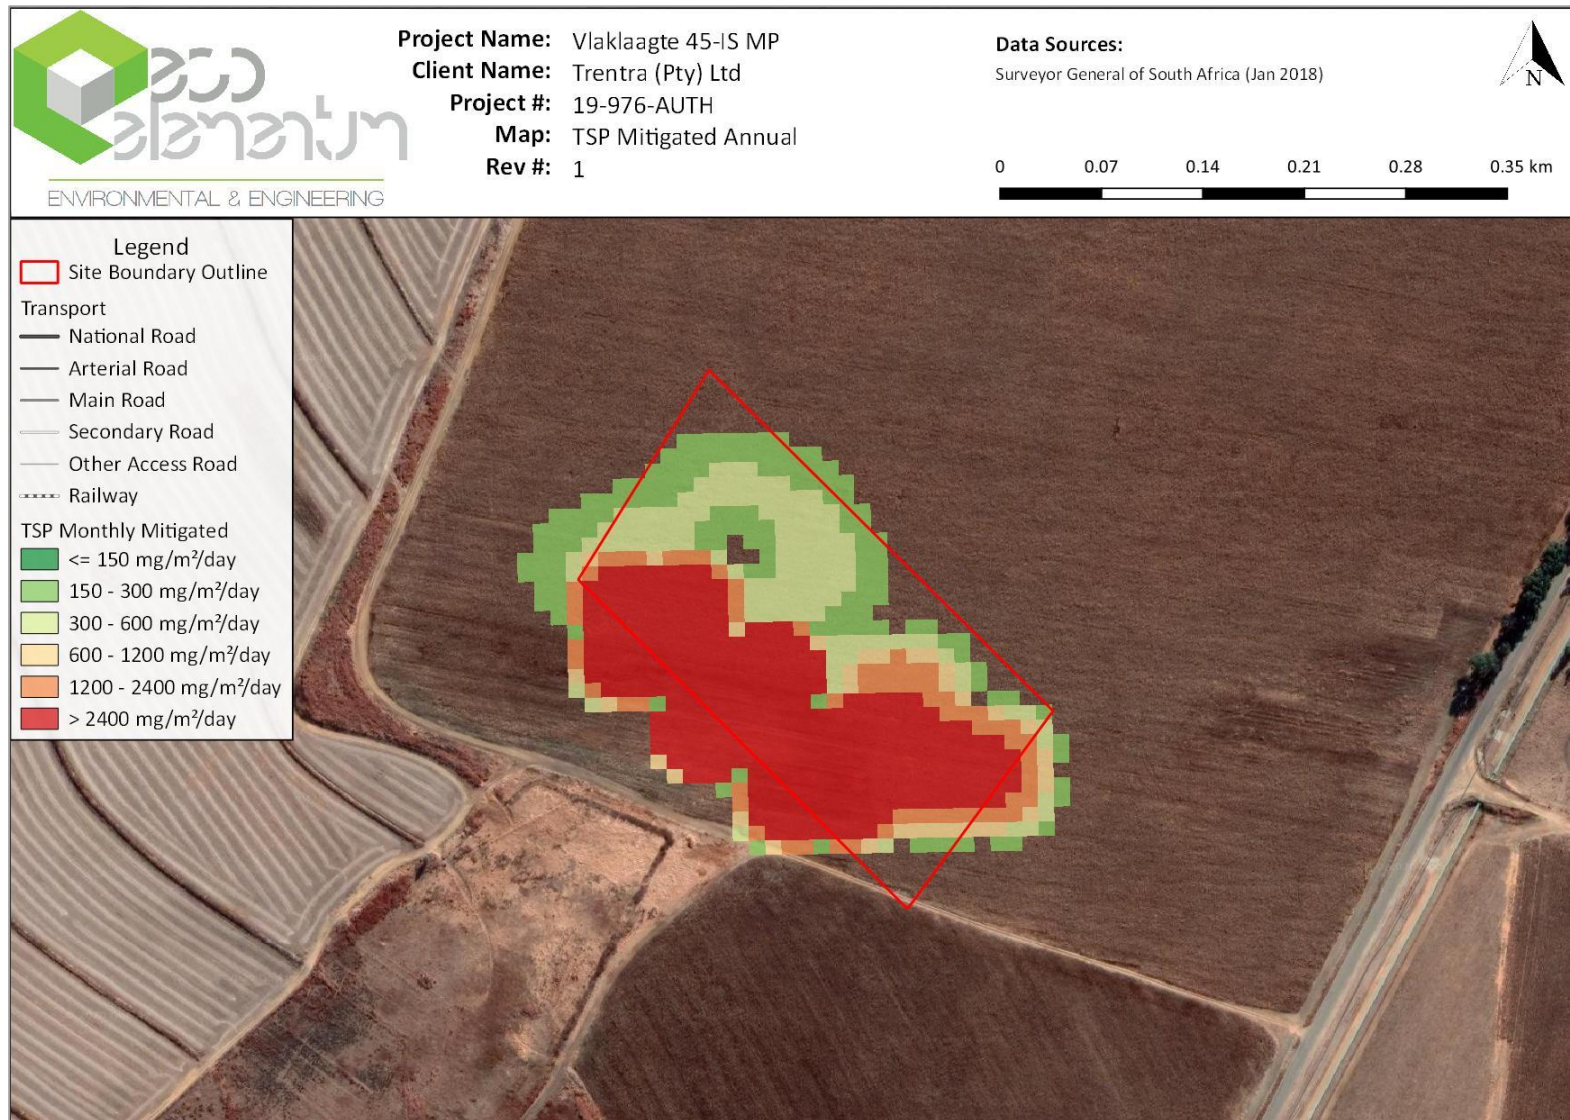 eco
elementum
ENVIRONMENTAL & ENGINEERING
Project Name: Vlaklaagte 45-IS MP
Client Name: Trentra (Pty) Ltd
Project #: 19-976-AUTH
Map: TSP Mitigated Annual
Rev #: 1
Data Sources:
Surveyor General of South Africa (Jan 2018)
N
0 0.07 0.14 0.21 0.28 0.35 km
Legend
Site Boundary Outline
Transport
National Road
Arterial Road
Main Road
Secondary Road
Other Access Road
Railway
TSP Monthly Mitigated
<= 150 mg/m²/day
150 - 300 mg/m²/day
300 - 600 mg/m²/day
600 - 1200 mg/m²/day
1200 - 2400 mg/m²/day
> 2400 mg/m²/day